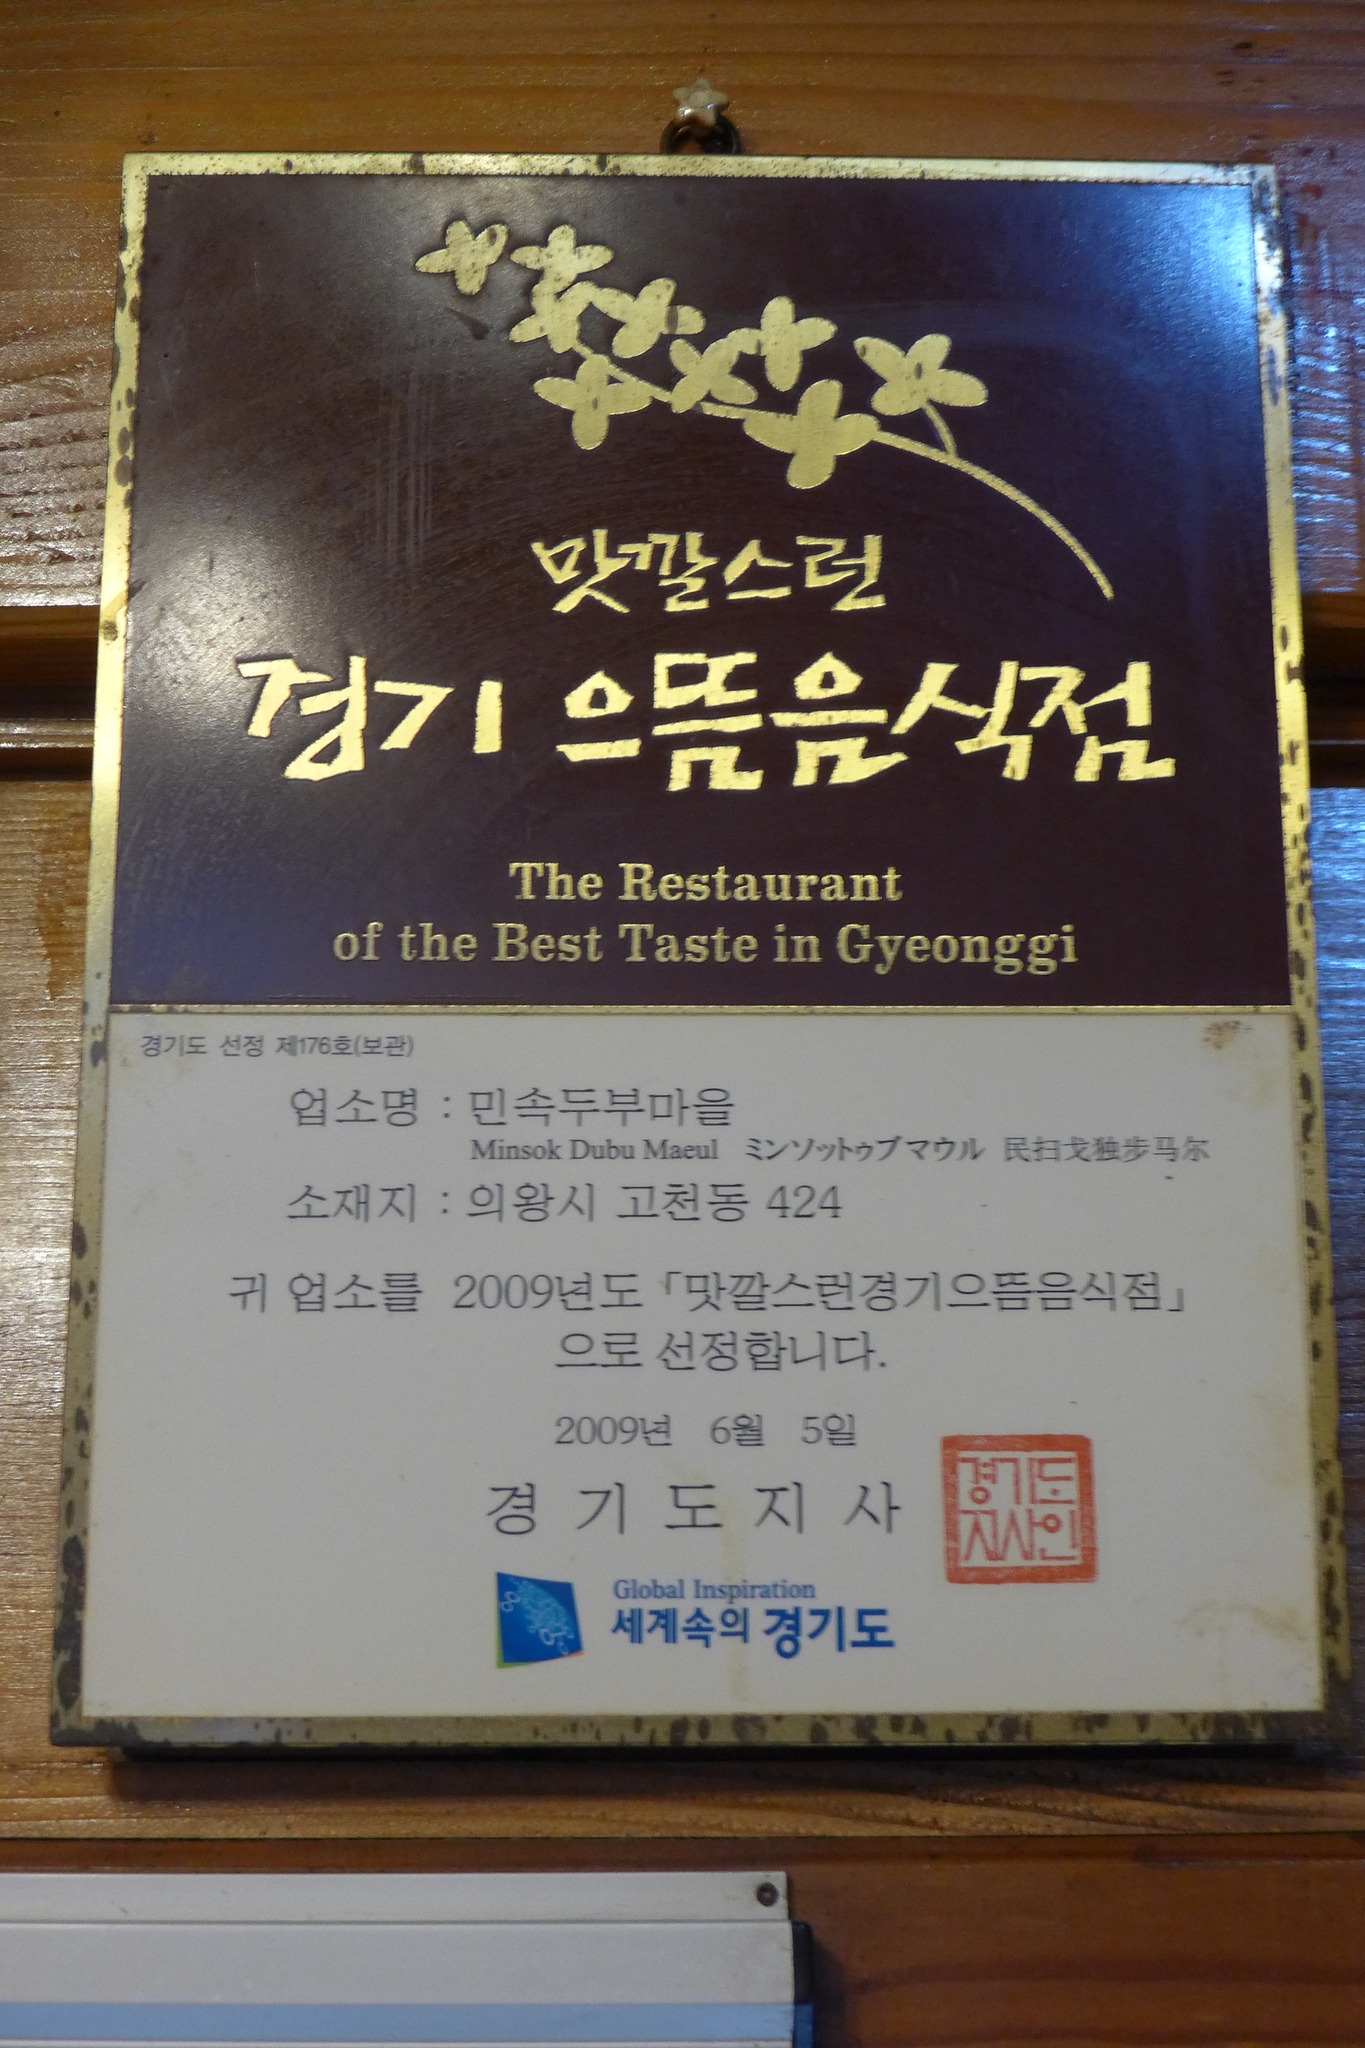 맛깔스런
경기 으뜸음식점
The Restaurant
of the Best Taste in Gyeonggi
경기도 선정 제176호(보관)
업소명 : 민속두부마을
Minsok Dubu Maeul ミンソットゥブマウル 民扫戈独步马尔
소재지 : 의왕시 고천동 424
귀 업소를 2009년도 「맛깔스런경기으뜸음식점」
으로 선정합니다.
2009년 6월 5일
경 기 도 지 사
경기도
지사인
Global Inspiration
세계속의 경기도